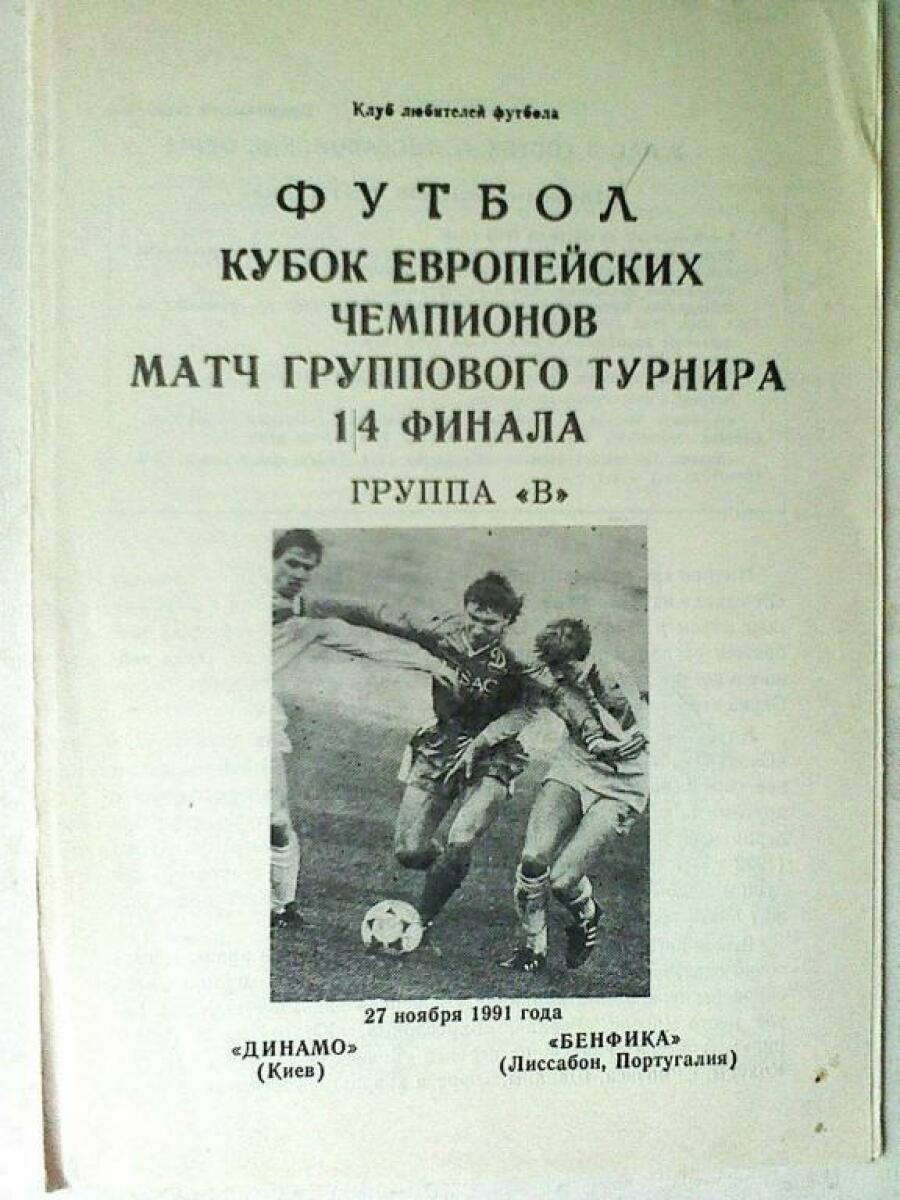 Клуб любителей футбола
ФУТБОЛ
КУБОК ЕВРОПЕЙСКИХ
ЧЕМПИОНОВ
МАТЧ ГРУППОВОГО ТУРНИРА
1|4 ФИНАЛА
ГРУППА «В»
27 ноября 1991 года
«ДИНАМО»
(Киев)
«БЕНФИКА»
(Лиссабон, Португалия)